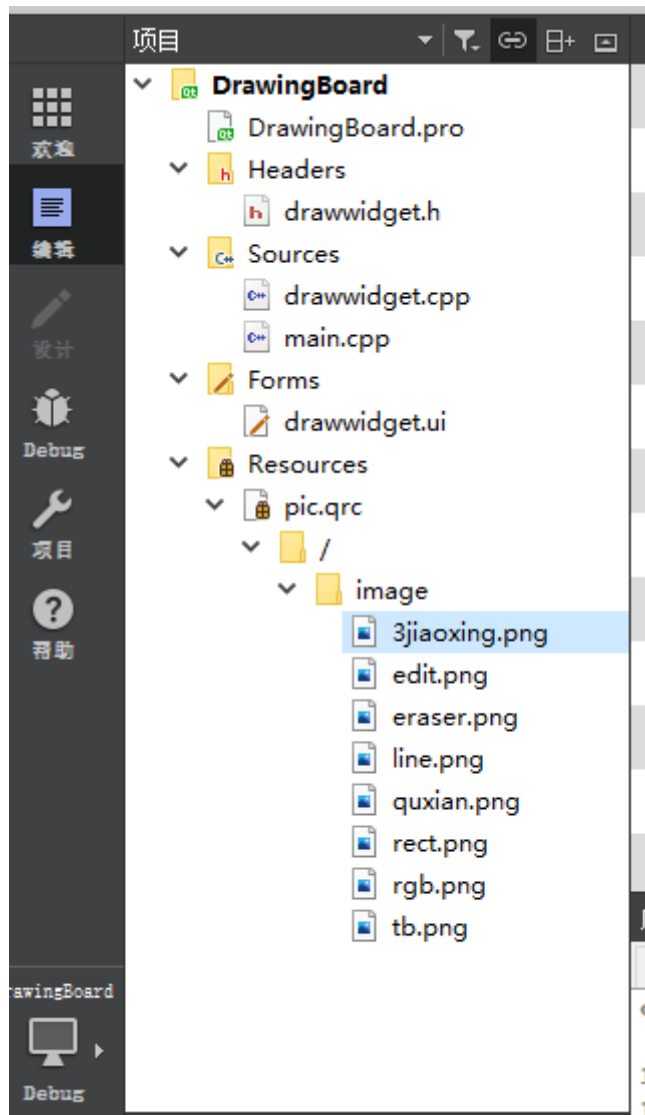 项目
DrawingBoard
DrawingBoard.pro
Headers
drawwidget.h
Sources
drawwidget.cpp
main.cpp
Forms
drawwidget.ui
Resources
pic.qrc
/
image
3jiaoxing.png
edit.png
eraser.png
line.png
quxian.png
rect.png
rgb.png
tb.png
欢迎
编辑
设计
Debug
项目
帮助
rawingBoard
Debug